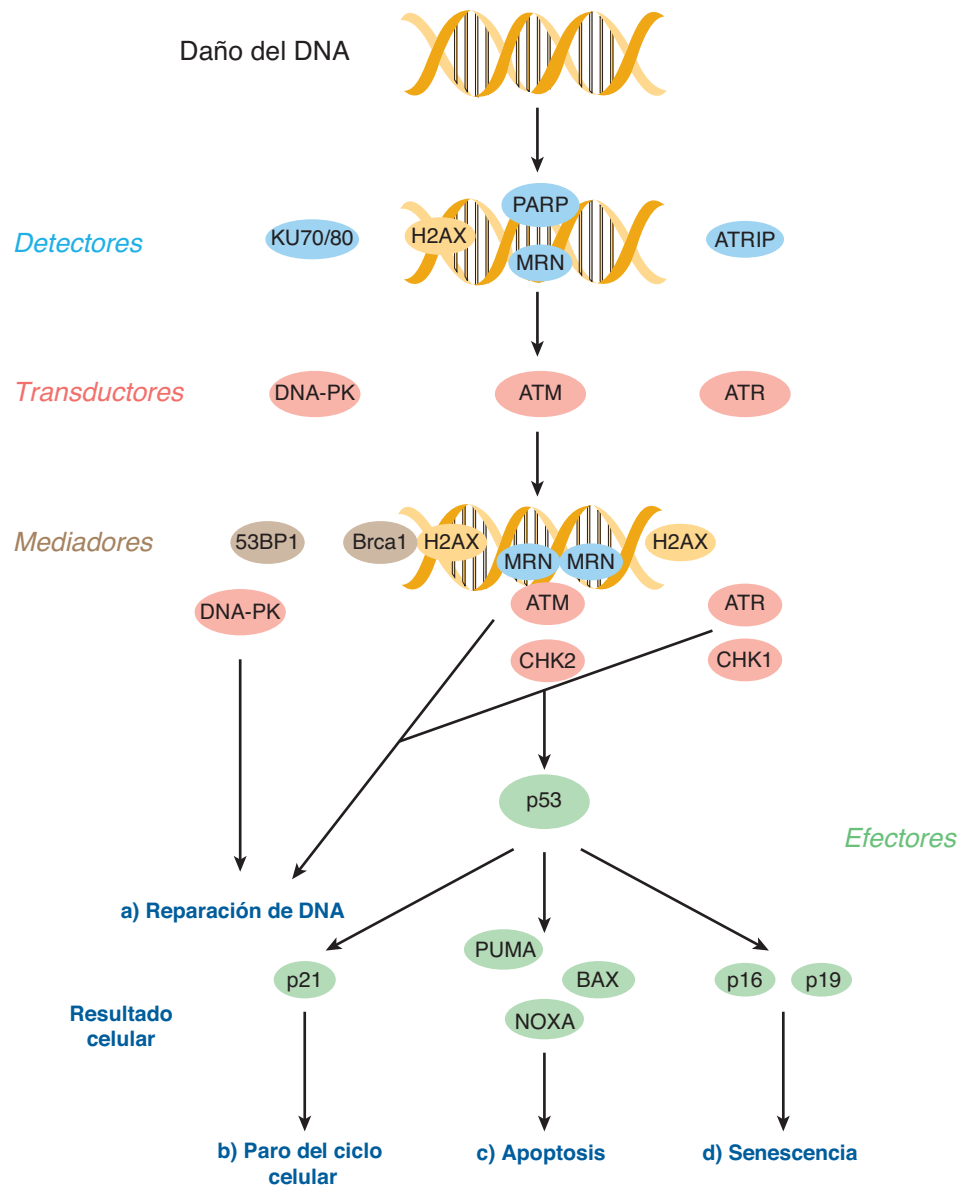 Daño del DNA
PARP
Detectores
KU70/80
H2AX
ATRIP
MRN
Transductores
DNA-PK
ATM
ATR
Mediadores
53BP1
Brca1
H2AX
H2AX
MRN
MRN
DNA-PK
ATM
ATR
CHK2
CHK1
p53
Efectores
a) Reparación de DNA
PUMA
p21
BAX
p16
p19
NOXA
Resultado
celular
b) Paro del ciclo
celular
c) Apoptosis
d) Senescencia